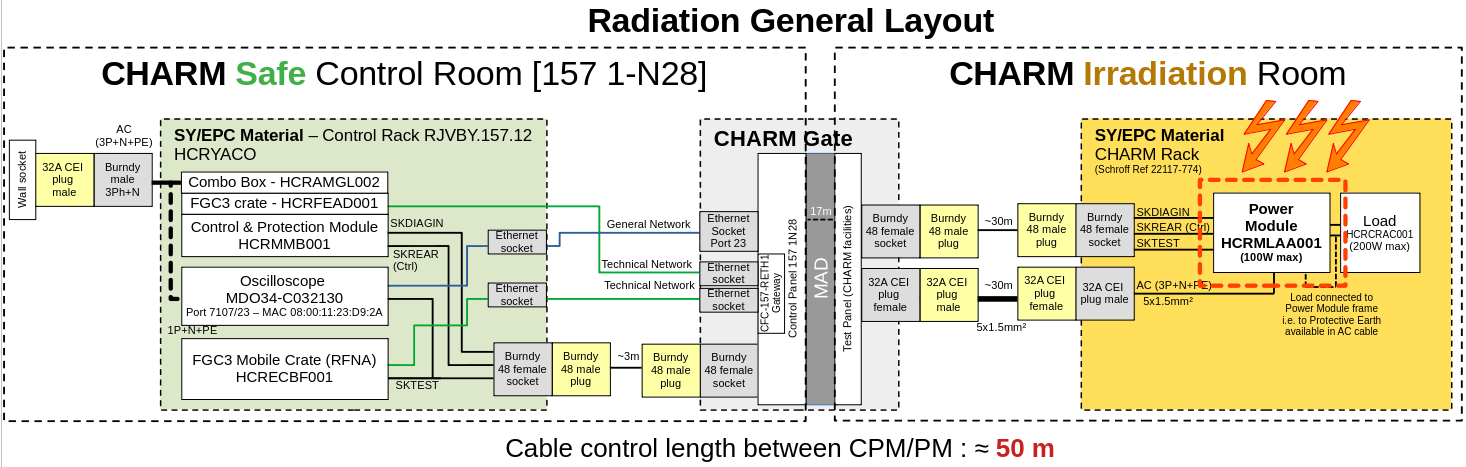 Radiation General Layout
CHARM Safe Control Room [157 1-N28]
CHARM Irradiation Room
AC
(3P+N+PE)
Wall socket
32A CEI
plug
male
Burndy
male
3Ph+N
SY/EPC Material – Control Rack RJVBY.157.12
HCRYACO
Combo Box - HCRAMGL002
FGC3 crate - HCRFEAD001
Control & Protection Module
HCRMMB001
Oscilloscope
MDO34-C032130
Port 7107/23 – MAC 08:00:11:23:D9:2A
1P+N+PE
FGC3 Mobile Crate (RFNA)
HCRECBF001
SKDIAGIN
SKREAR
(Ctrl)
SKTEST
Ethernet
socket
Ethernet
socket
Burndy
48 female
socket
Burndy
48 male
plug
~3m
Burndy
48 male
plug
Burndy
48 female
socket
General Network
Technical Network
Technical Network
CHARM Gate
Ethernet
Socket
Port 23
Ethernet
socket
Ethernet
socket
CFC-157-RETH1
Gateway
Control Panel 157 1N28
17m
MAD
Test Panel (CHARM facilities)
Burndy
48 female
socket
Burndy
48 male
plug
~30m
Burndy
48 male
plug
Burndy
48 female
socket
32A CEI
plug
female
32A CEI
plug
male
~30m
5x1.5mm²
32A CEI
plug
female
32A CEI
plug male
SY/EPC Material
CHARM Rack
(Schroff Ref 22117-774)
SKDIAGIN
SKREAR (Ctrl)
SKTEST
AC (3P+N+PE)
5x1.5mm²
Power
Module
HCRMLAA001
(100W max)
Load
HCRCRAC001
(200W max)
Load connected to
Power Module frame
i.e. to Protective Earth
available in AC cable
Cable control length between CPM/PM : ≈ 50 m